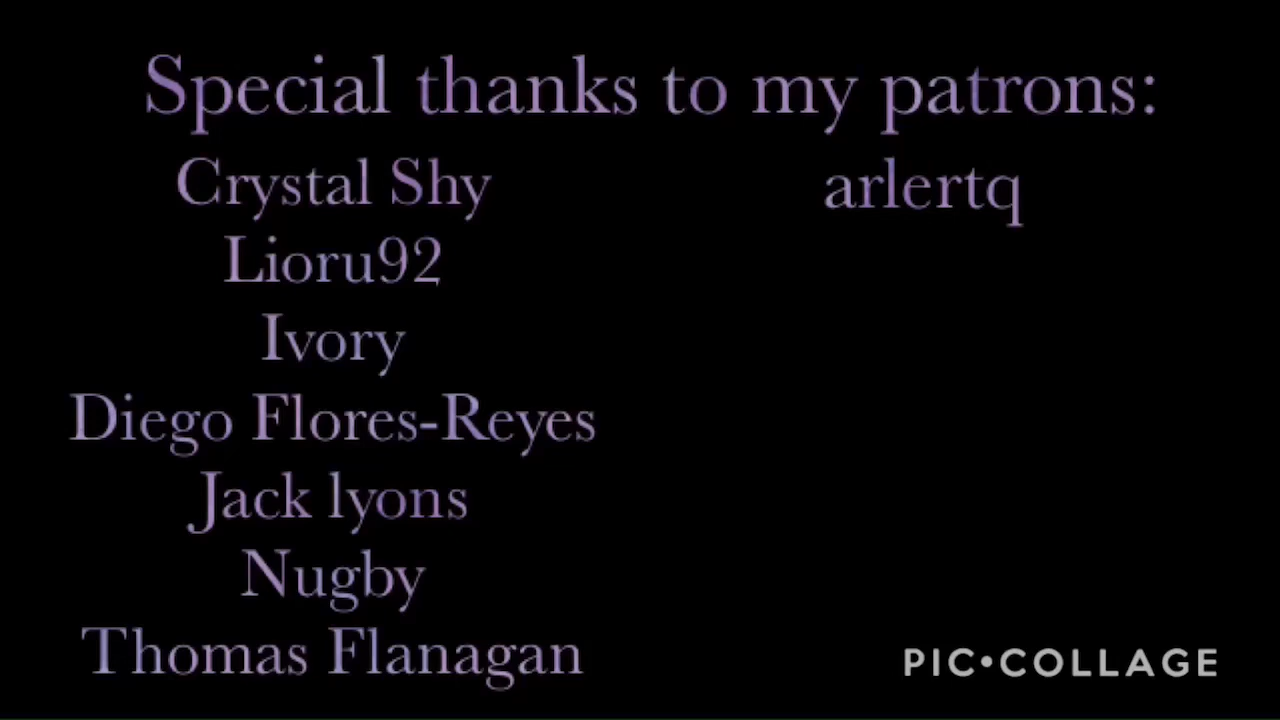 Special thanks to my patrons:
Crystal Shy
Lioru92
Ivory
Diego Flores-Reyes
Jack lyons
Nugby
Thomas Flanagan
arlertq
PIC•COLLAGE